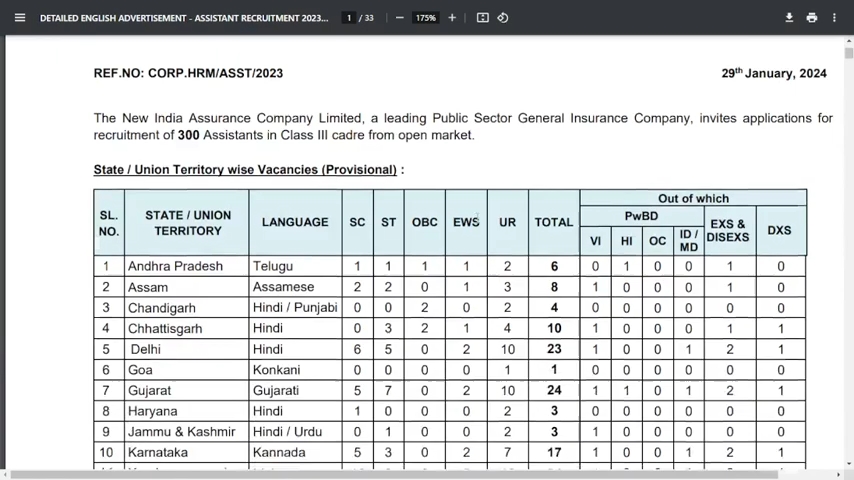 DETAILED ENGLISH ADVERTISEMENT - ASSISTANT RECRUITMENT 2023... 1 / 33 175%
REF.NO: CORP.HRM/ASST/2023 29th January, 2024
The New India Assurance Company Limited, a leading Public Sector General Insurance Company, invites applications for
recruitment of 300 Assistants in Class III cadre from open market.
State / Union Territory wise Vacancies (Provisional) :
SL. NO. STATE / UNION TERRITORY LANGUAGE SC ST OBC EWS UR TOTAL Out of which
PwBD EXS & DISEXS DXS
VI HI OC ID / MD
1 Andhra Pradesh Telugu 1 1 1 1 2 6 0 1 0 0 1 0
2 Assam Assamese 2 2 0 1 3 8 1 0 0 0 1 0
3 Chandigarh Hindi / Punjabi 0 0 2 0 2 4 0 0 0 0 0 0
4 Chhattisgarh Hindi 0 3 2 1 4 10 1 0 0 0 1 1
5 Delhi Hindi 6 5 0 2 10 23 1 0 0 1 2 1
6 Goa Konkani 0 0 0 0 1 1 0 0 0 0 0 0
7 Gujarat Gujarati 5 7 0 2 10 24 1 1 0 1 2 1
8 Haryana Hindi 1 0 0 0 2 3 0 0 0 0 0 0
9 Jammu & Kashmir Hindi / Urdu 0 1 0 0 2 3 1 0 0 0 0 0
10 Karnataka Kannada 5 3 0 2 7 17 1 0 0 1 2 1